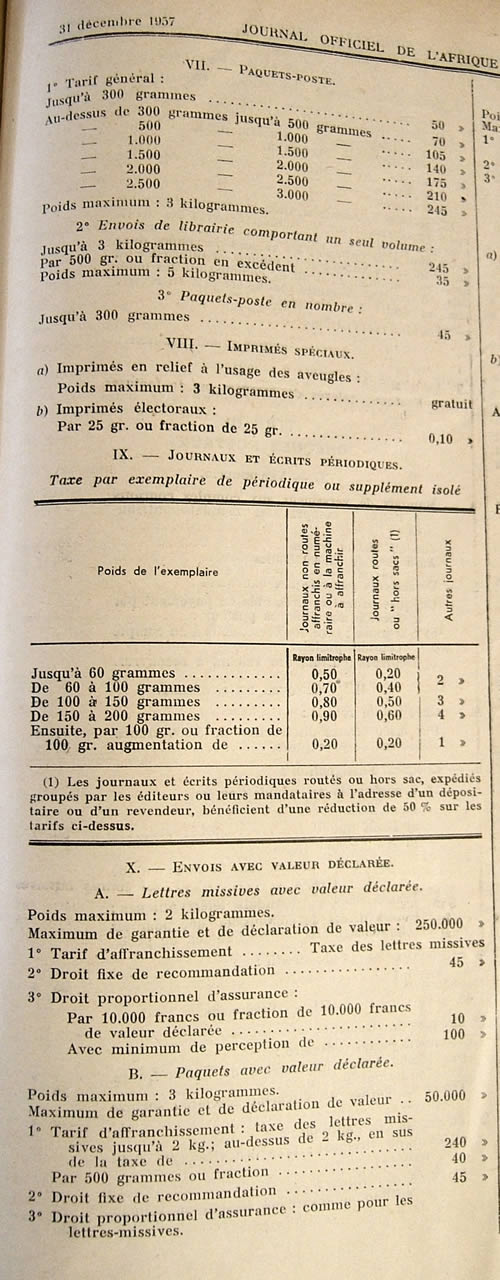 31 décembre 1957
JOURNAL OFFICIEL DE L'AFRIQUE
VII. — PAQUETS-POSTE.
1° Tarif général :
Jusqu'à 300 grammes .................... 50 »
Au-dessus de 300 grammes jusqu'à 500 grammes ..... 70 »
— 500 — 1.000 — ..... 105 »
— 1.000 — 1.500 — ..... 140 »
— 1.500 — 2.000 — ..... 175 »
— 2.000 — 2.500 — ..... 210 »
— 2.500 — 3.000 — ..... 245 »
Poids maximum : 3 kilogrammes.
2° Envois de librairie comportant un seul volume :
Jusqu'à 3 kilogrammes .................... 245 »
Par 500 gr. ou fraction en excédent ............ 35 »
Poids maximum : 5 kilogrammes.
3° Paquets-poste en nombre :
Jusqu'à 300 grammes .................... 45 »
VIII. — IMPRIMÉS SPÉCIAUX.
a) Imprimés en relief à l'usage des aveugles :
Poids maximum : 3 kilogrammes ............ gratuit
b) Imprimés électoraux :
Par 25 gr. ou fraction de 25 gr. ............... 0,10 »
IX. — JOURNAUX ET ÉCRITS PÉRIODIQUES.
Taxe par exemplaire de périodique ou supplément isolé
Poids de l'exemplaire
Journaux non routés
affranchis en numé-
raire ou à la machine
à affranchir
Journaux routés
ou "hors sacs" (1)
Autres journaux
Rayon limitrophe Rayon limitrophe
Jusqu'à 60 grammes ............. 0,50 0,20
De 60 à 100 grammes ......... 0,70 0,40 2 »
De 100 à 150 grammes ......... 0,80 0,50 3 »
De 150 à 200 grammes ......... 0,90 0,60 4 »
Ensuite, par 100 gr. ou fraction de
100 gr. augmentation de ...... 0,20 0,20 1 »
(1) Les journaux et écrits périodiques routés ou hors sac, expédiés
groupés par les éditeurs ou leurs mandataires à l'adresse d'un déposi-
taire ou d'un revendeur, bénéficient d'une réduction de 50 % sur les
tarifs ci-dessus.
X. — ENVOIS AVEC VALEUR DÉCLARÉE.
A. — Lettres missives avec valeur déclarée.
Poids maximum : 2 kilogrammes.
Maximum de garantie et de déclaration de valeur : 250.000 »
1° Tarif d'affranchissement ........ Taxe des lettres missives
2° Droit fixe de recommandation ................ 45 »
3° Droit proportionnel d'assurance :
Par 10.000 francs ou fraction de 10.000 francs
de valeur déclarée ...................... 10 »
Avec minimum de perception de ............ 100 »
B. — Paquets avec valeur déclarée.
Poids maximum : 3 kilogrammes.
Maximum de garantie et de déclaration de valeur .. 50.000 »
1° Tarif d'affranchissement : taxe des lettres mis-
sives jusqu'à 2 kg.; au-dessus de 2 kg., en sus
de la taxe de ........................ 240 »
Par 500 grammes ou fraction ................ 40 »
2° Droit fixe de recommandation ................ 45 »
3° Droit proportionnel d'assurance : comme pour les
lettres-missives.